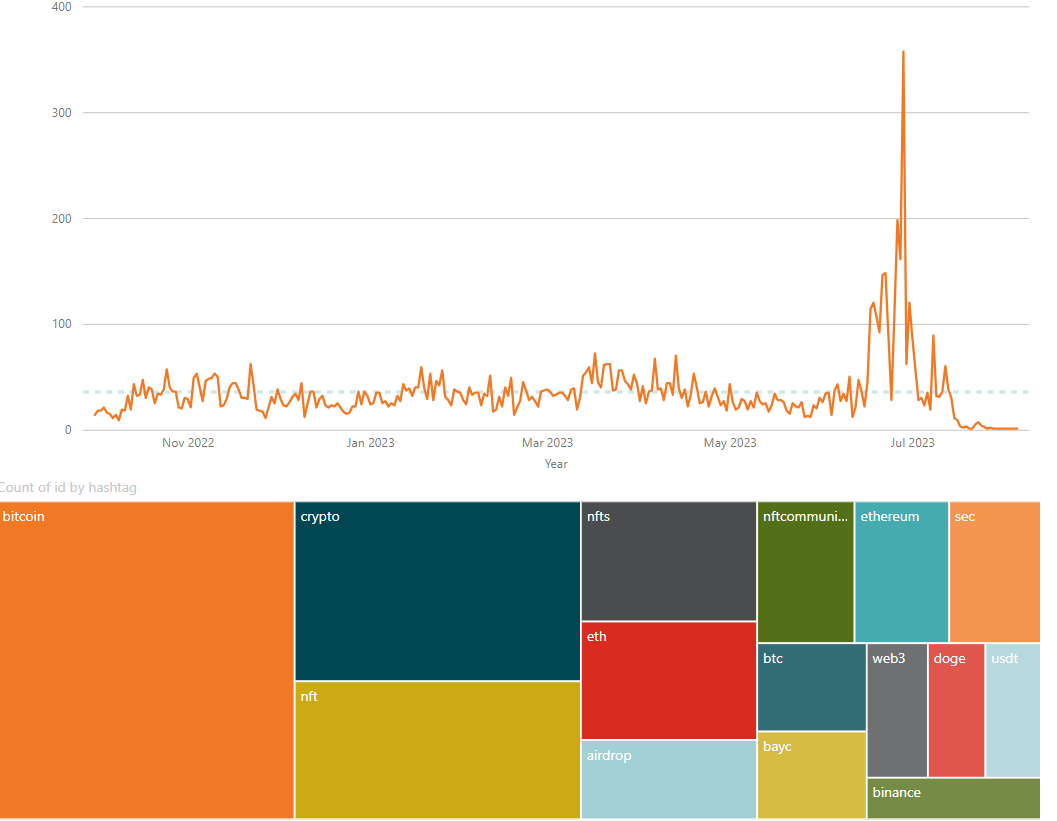 400
300
200
100
0
Nov 2022 Jan 2023 Mar 2023 May 2023 Jul 2023
Year
Count of id by hashtag
bitcoin crypto nfts nftcommuni... ethereum sec
eth
btc web3 doge usdt
nft
bayc
airdrop
binance